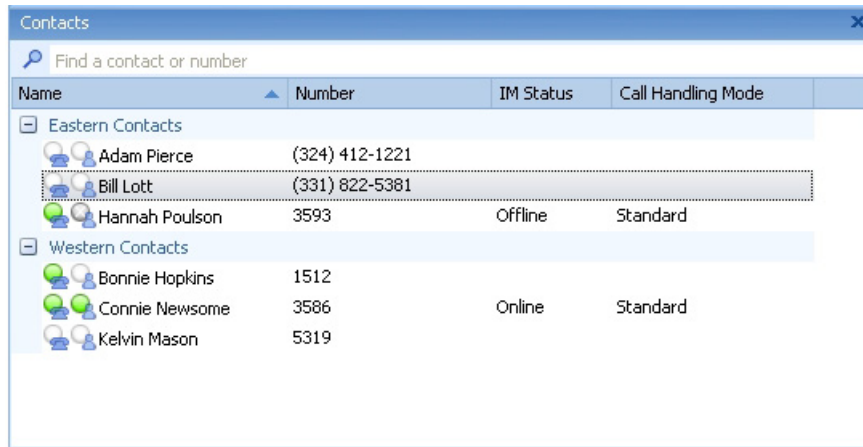 Contacts
Find a contact or number
Name Number IM Status Call Handling Mode
Eastern Contacts
Adam Pierce (324) 412-1221
Bill Lott (331) 822-5381
Hannah Poulson 3593 Offline Standard
Western Contacts
Bonnie Hopkins 1512
Connie Newsome 3586 Online Standard
Kelvin Mason 5319